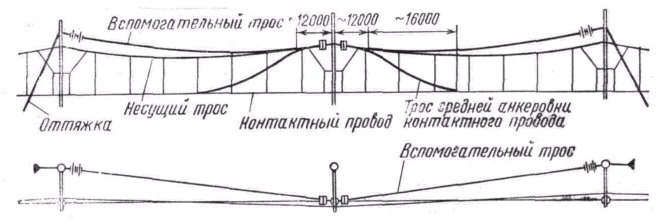 Вспомогательный трос ~12000 ~12000 ~16000
Несущий трос
Оттяжка
Контактный провод
Трос средней анкеровки
контактного провода
Вспомогательный трос